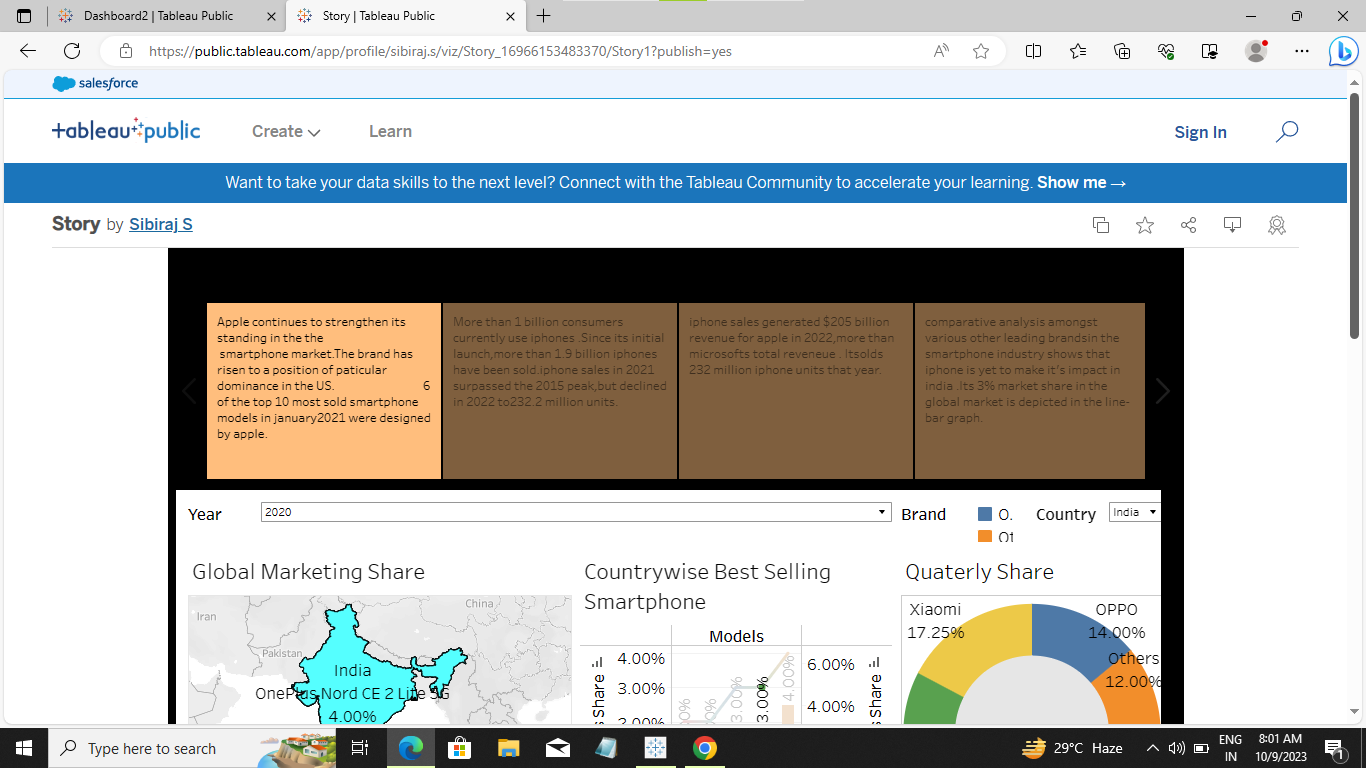 Dashboard2 | Tableau Public
Story | Tableau Public
https://public.tableau.com/app/profile/sibiraj.s/viz/Story_16966153483370/Story1?publish=yes
salesforce
+ableau public
Create
Learn
Sign In
Want to take your data skills to the next level? Connect with the Tableau Community to accelerate your learning. Show me →
Story by Sibiraj S
Apple continues to strengthen its
standing in the the
smartphone market.The brand has
risen to a position of paticular
dominance in the US. 6
of the top 10 most sold smartphone
models in january2021 were designed
by apple.
More than 1 billion consumers
currently use iphones .Since its initial
launch,more than 1.9 billion iphones
have been sold.iphone sales in 2021
surpassed the 2015 peak,but declined
in 2022 to232.2 million units.
iphone sales generated $205 billion
revenue for apple in 2022,more than
microsofts total reveneue . Itsolds
232 million iphone units that year.
comparative analysis amongst
various other leading brandsin the
smartphone industry shows that
iphone is yet to make it's impact in
india .Its 3% market share in the
global market is depicted in the line-
bar graph.
Year
2020
Brand
O.
Ot
Country
India
Global Marketing Share
Iran
China
Pakistan
India
OnePlus Nord CE 2 Lite 5G
4.00%
Countrywise Best Selling
Smartphone
Models
4.00%
3.00%
2.00%
s Share
3.00%
3.00%
4.00%
6.00%
4.00%
s Share
Quaterly Share
Xiaomi
17.25%
OPPO
14.00%
Others
12.00%
Type here to search
29°C Haze
ENG
IN
8:01 AM
10/9/2023
1